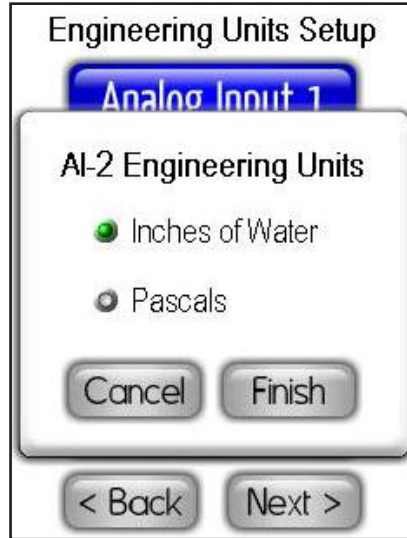 Engineering Units Setup
Analog Input 1
AI-2 Engineering Units
Inches of Water
Pascals
Cancel Finish
< Back Next >